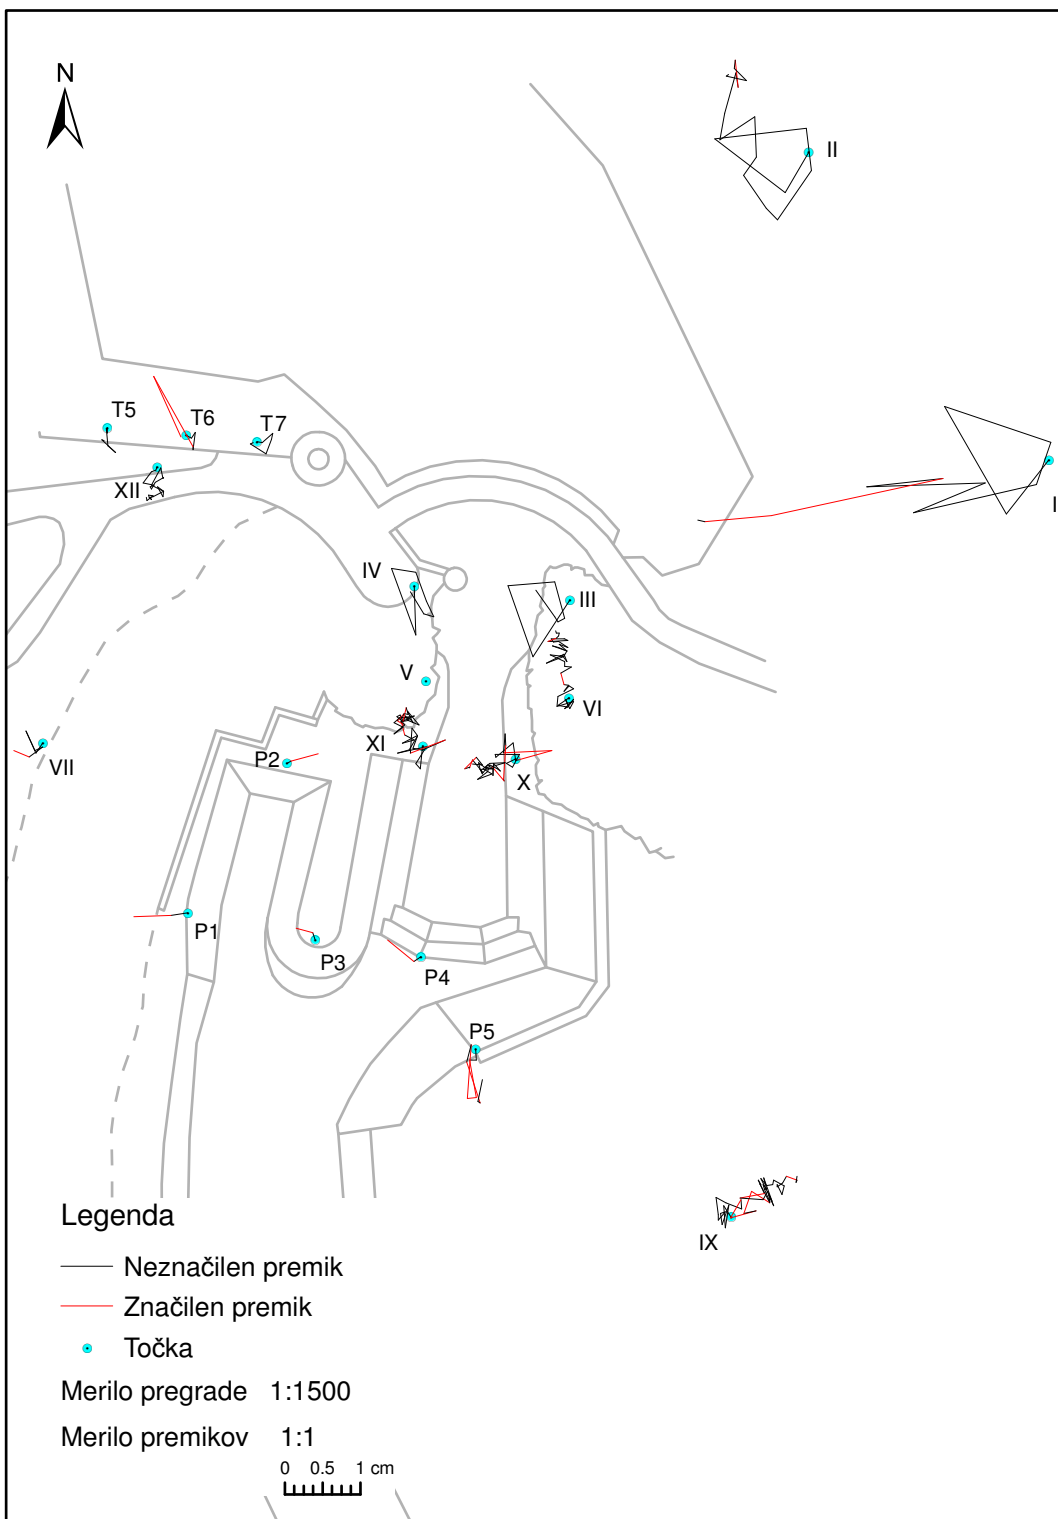 N
II
I
T5
T6
T7
XII
IV
III
V
VI
XI
VII
P2
X
P1
P3
P4
P5
IX
Legenda
Neznačilen premik
Značilen premik
Točka
Merilo pregrade 1:1500
Merilo premikov 1:1
0 0.5 1 cm